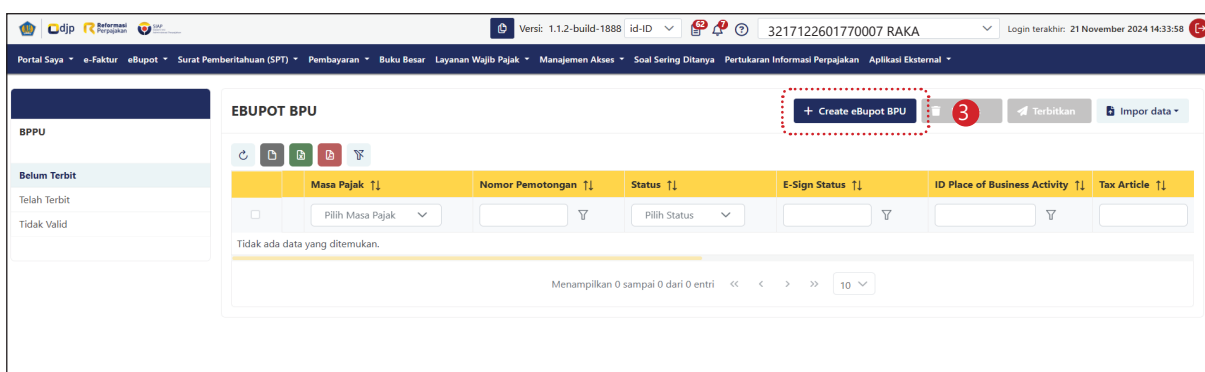 djp Reformasi Perpajakan SIAP Versi: 1.1.2-build-1888 id-ID 62 7 3217122601770007 RAKA Login terakhir: 21 November 2024 14:33:58
Portal Saya e-Faktur eBupot Surat Pemberitahuan (SPT) Pembayaran Buku Besar Layanan Wajib Pajak Manajemen Akses Soal Sering Ditanya Pertukaran Informasi Perpajakan Aplikasi Eksternal
EBUPOT BPU + Create eBupot BPU 3 Terbitkan Impor data
BPPU
Belum Terbit
Telah Terbit
Tidak Valid
Masa Pajak Nomor Pemotongan Status E-Sign Status ID Place of Business Activity Tax Article
Pilih Masa Pajak Pilih Status
Tidak ada data yang ditemukan.
Menampilkan 0 sampai 0 dari 0 entri << < > >> 10